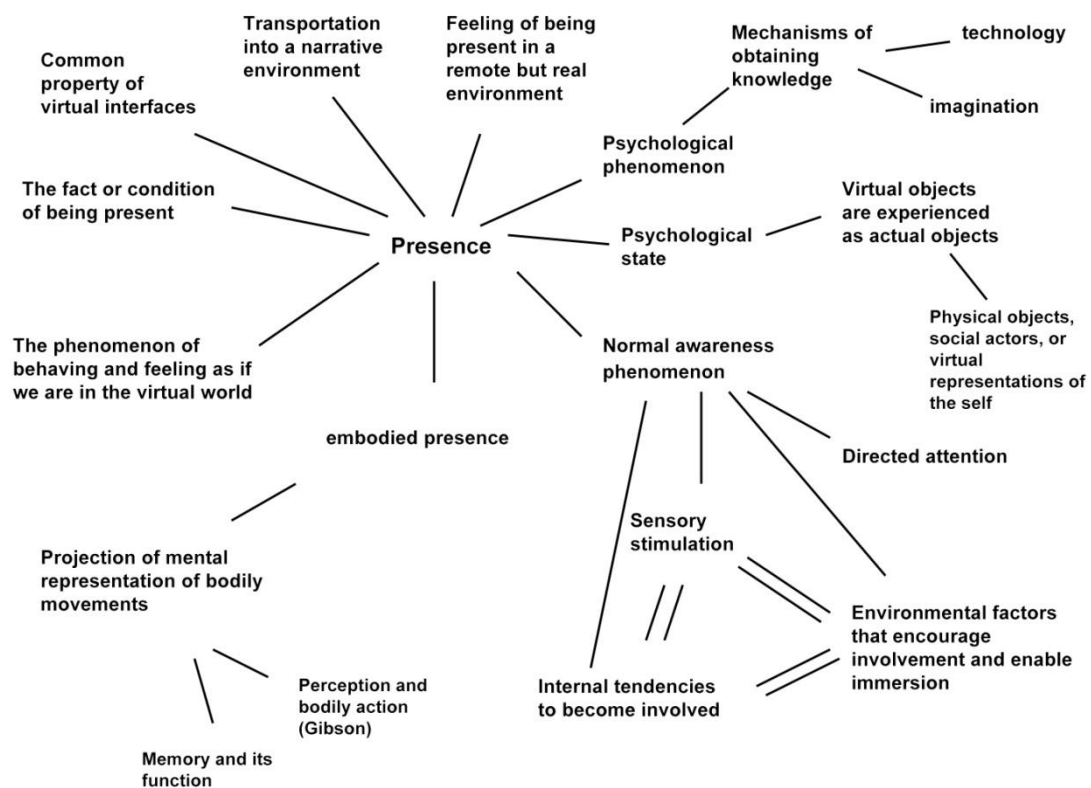 Transportation
into a narrative
environment
Feeling of being
present in a
remote but real
environment
Mechanisms of
obtaining
knowledge
technology
Common
property of
virtual interfaces
imagination
Psychological
phenomenon
The fact or condition
of being present
Virtual objects
are experienced
as actual objects
Presence
Psychological
state
Physical objects,
social actors, or
virtual
representations of
the self
The phenomenon of
behaving and feeling as if
we are in the virtual world
Normal awareness
phenomenon
embodied presence
Directed attention
Sensory
stimulation
Projection of mental
representation of bodily
movements
Environmental factors
that encourage
involvement and enable
immersion
Perception and
bodily action
(Gibson)
Internal tendencies
to become involved
Memory and its
function